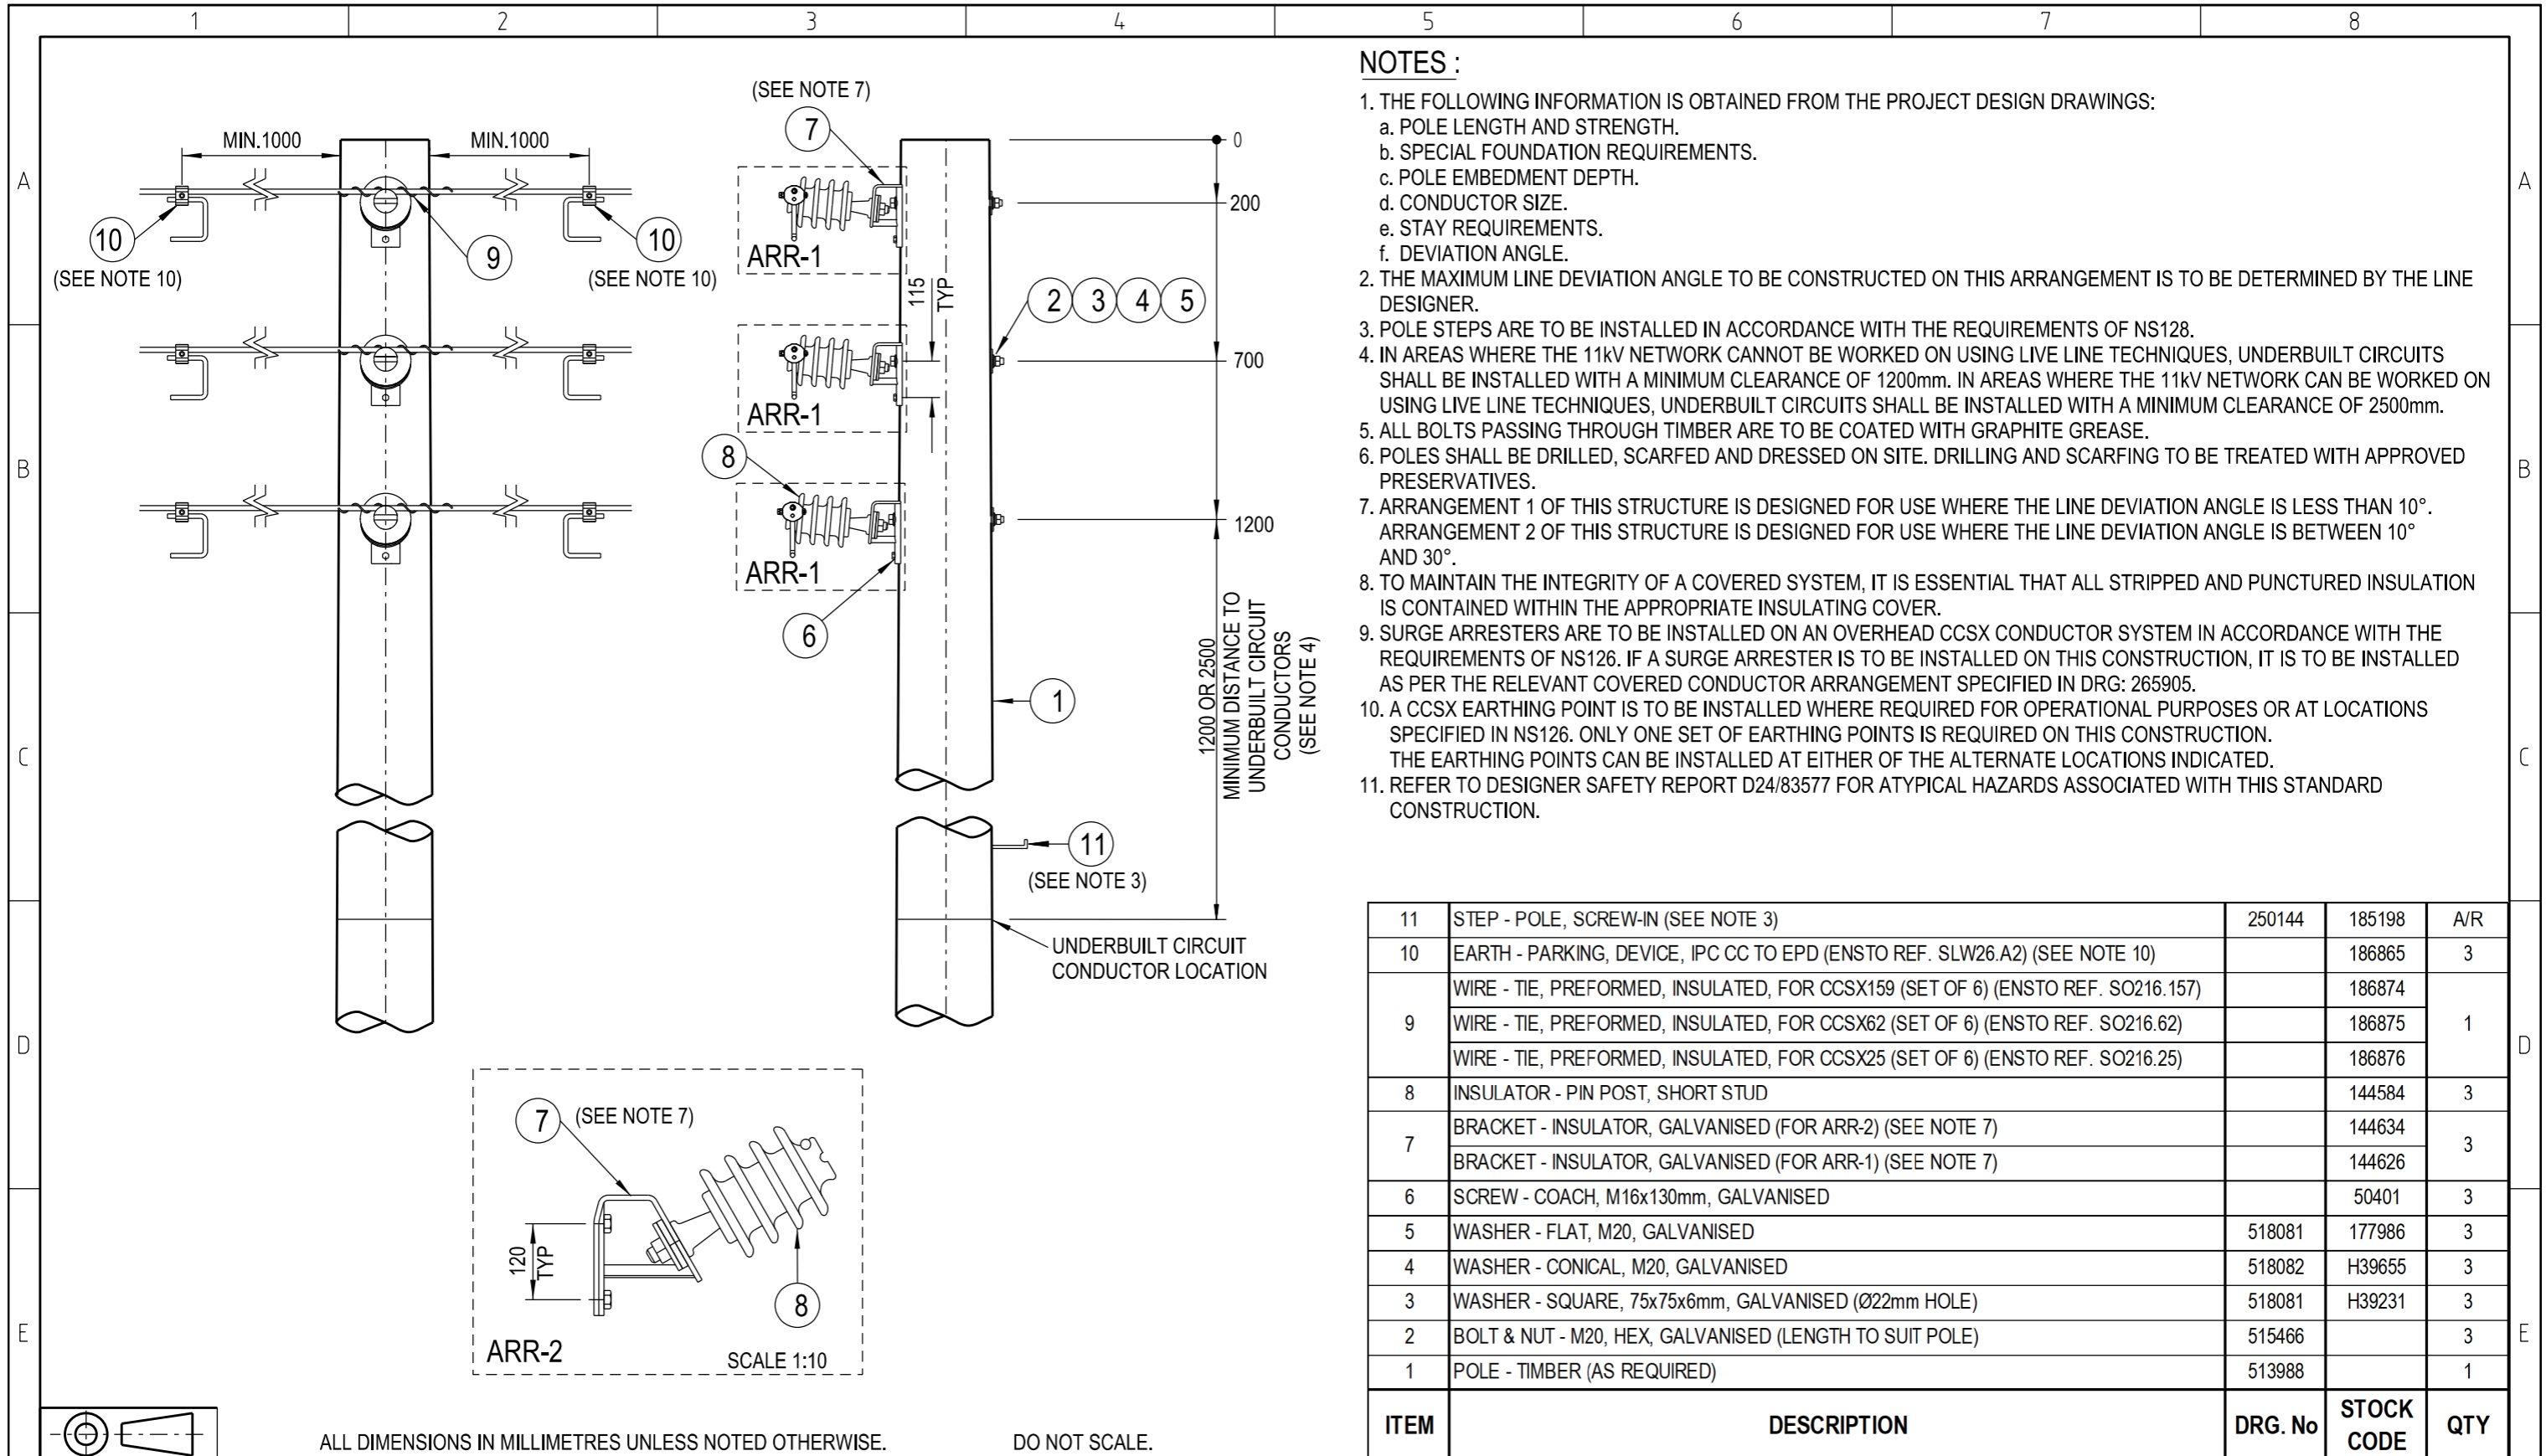 1 2 3 4 5 6 7 8
A
B
C
D
E
A
B
C
D
E
MIN.1000
MIN.1000
10
(SEE NOTE 10)
9
10
(SEE NOTE 10)
(SEE NOTE 7)
7
ARR-1
ARR-1
8
ARR-1
6
115
TYP
2 3 4 5
0
200
700
1200
1200 OR 2500
MINIMUM DISTANCE TO
UNDERBUILT CIRCUIT
CONDUCTORS
(SEE NOTE 4)
1
11
(SEE NOTE 3)
UNDERBUILT CIRCUIT
CONDUCTOR LOCATION
7
(SEE NOTE 7)
120
TYP
8
ARR-2
SCALE 1:10
ALL DIMENSIONS IN MILLIMETRES UNLESS NOTED OTHERWISE.
DO NOT SCALE.
NOTES :
1. THE FOLLOWING INFORMATION IS OBTAINED FROM THE PROJECT DESIGN DRAWINGS:
a. POLE LENGTH AND STRENGTH.
b. SPECIAL FOUNDATION REQUIREMENTS.
c. POLE EMBEDMENT DEPTH.
d. CONDUCTOR SIZE.
e. STAY REQUIREMENTS.
f. DEVIATION ANGLE.
2. THE MAXIMUM LINE DEVIATION ANGLE TO BE CONSTRUCTED ON THIS ARRANGEMENT IS TO BE DETERMINED BY THE LINE
DESIGNER.
3. POLE STEPS ARE TO BE INSTALLED IN ACCORDANCE WITH THE REQUIREMENTS OF NS128.
4. IN AREAS WHERE THE 11kV NETWORK CANNOT BE WORKED ON USING LIVE LINE TECHNIQUES, UNDERBUILT CIRCUITS
SHALL BE INSTALLED WITH A MINIMUM CLEARANCE OF 1200mm. IN AREAS WHERE THE 11kV NETWORK CAN BE WORKED ON
USING LIVE LINE TECHNIQUES, UNDERBUILT CIRCUITS SHALL BE INSTALLED WITH A MINIMUM CLEARANCE OF 2500mm.
5. ALL BOLTS PASSING THROUGH TIMBER ARE TO BE COATED WITH GRAPHITE GREASE.
6. POLES SHALL BE DRILLED, SCARFED AND DRESSED ON SITE. DRILLING AND SCARFING TO BE TREATED WITH APPROVED
PRESERVATIVES.
7. ARRANGEMENT 1 OF THIS STRUCTURE IS DESIGNED FOR USE WHERE THE LINE DEVIATION ANGLE IS LESS THAN 10°.
ARRANGEMENT 2 OF THIS STRUCTURE IS DESIGNED FOR USE WHERE THE LINE DEVIATION ANGLE IS BETWEEN 10°
AND 30°.
8. TO MAINTAIN THE INTEGRITY OF A COVERED SYSTEM, IT IS ESSENTIAL THAT ALL STRIPPED AND PUNCTURED INSULATION
IS CONTAINED WITHIN THE APPROPRIATE INSULATING COVER.
9. SURGE ARRESTERS ARE TO BE INSTALLED ON AN OVERHEAD CCSX CONDUCTOR SYSTEM IN ACCORDANCE WITH THE
REQUIREMENTS OF NS126. IF A SURGE ARRESTER IS TO BE INSTALLED ON THIS CONSTRUCTION, IT IS TO BE INSTALLED
AS PER THE RELEVANT COVERED CONDUCTOR ARRANGEMENT SPECIFIED IN DRG: 265905.
10. A CCSX EARTHING POINT IS TO BE INSTALLED WHERE REQUIRED FOR OPERATIONAL PURPOSES OR AT LOCATIONS
SPECIFIED IN NS126. ONLY ONE SET OF EARTHING POINTS IS REQUIRED ON THIS CONSTRUCTION.
THE EARTHING POINTS CAN BE INSTALLED AT EITHER OF THE ALTERNATE LOCATIONS INDICATED.
11. REFER TO DESIGNER SAFETY REPORT D24/83577 FOR ATYPICAL HAZARDS ASSOCIATED WITH THIS STANDARD
CONSTRUCTION.
11 STEP - POLE, SCREW-IN (SEE NOTE 3) 250144 185198 A/R
10 EARTH - PARKING, DEVICE, IPC CC TO EPD (ENSTO REF. SLW26.A2) (SEE NOTE 10) 186865 3
WIRE - TIE, PREFORMED, INSULATED, FOR CCSX159 (SET OF 6) (ENSTO REF. SO216.157) 186874
9 WIRE - TIE, PREFORMED, INSULATED, FOR CCSX62 (SET OF 6) (ENSTO REF. SO216.62) 186875 1
WIRE - TIE, PREFORMED, INSULATED, FOR CCSX25 (SET OF 6) (ENSTO REF. SO216.25) 186876
8 INSULATOR - PIN POST, SHORT STUD 144584 3
7 BRACKET - INSULATOR, GALVANISED (FOR ARR-2) (SEE NOTE 7) 144634 3
BRACKET - INSULATOR, GALVANISED (FOR ARR-1) (SEE NOTE 7) 144626
6 SCREW - COACH, M16x130mm, GALVANISED 50401 3
5 WASHER - FLAT, M20, GALVANISED 518081 177986 3
4 WASHER - CONICAL, M20, GALVANISED 518082 H39655 3
3 WASHER - SQUARE, 75x75x6mm, GALVANISED (Ø22mm HOLE) 518081 H39231 3
2 BOLT & NUT - M20, HEX, GALVANISED (LENGTH TO SUIT POLE) 515466 3
1 POLE - TIMBER (AS REQUIRED) 513988 1
ITEM DESCRIPTION DRG. No STOCK CODE QTY